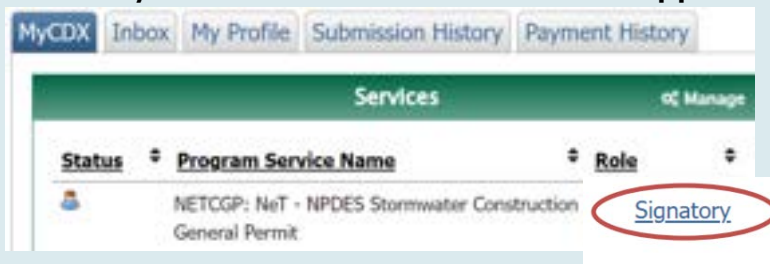 MyCDX Inbox My Profile Submission History Payment History
Services Manage
Status Program Service Name Role
NETCGP: NeT - NPDES Stormwater Construction Signatory
General Permit